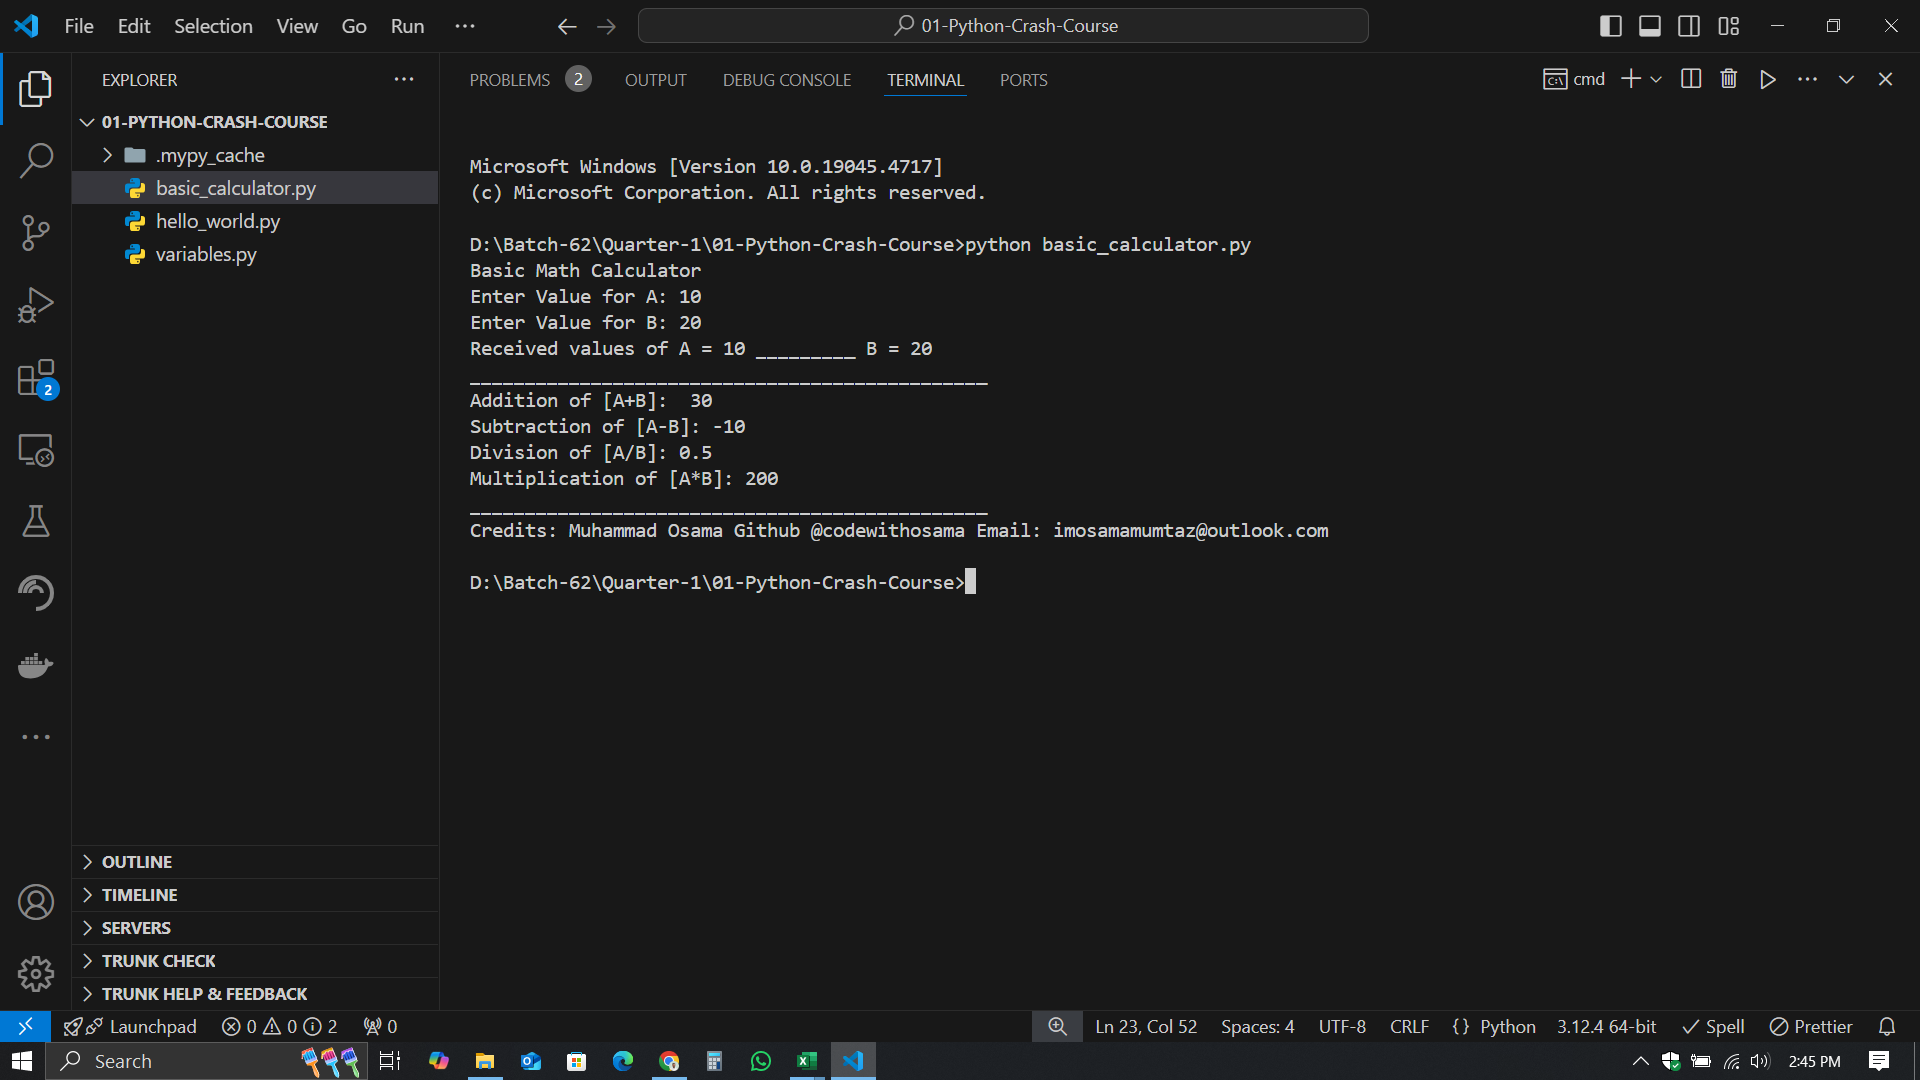 File Edit Selection View Go Run ···
01-Python-Crash-Course
EXPLORER
01-PYTHON-CRASH-COURSE
.mypy_cache
basic_calculator.py
hello_world.py
variables.py
2
OUTLINE
TIMELINE
SERVERS
TRUNK CHECK
TRUNK HELP & FEEDBACK
PROBLEMS 2 OUTPUT DEBUG CONSOLE TERMINAL PORTS
cmd
Microsoft Windows [Version 10.0.19045.4717]
(c) Microsoft Corporation. All rights reserved.
D:\Batch-62\Quarter-1\01-Python-Crash-Course>python basic_calculator.py
Basic Math Calculator
Enter Value for A: 10
Enter Value for B: 20
Received values of A = 10 _________ B = 20
_______________________________________________
Addition of [A+B]:  30
Subtraction of [A-B]: -10
Division of [A/B]: 0.5
Multiplication of [A*B]: 200
_______________________________________________
Credits: Muhammad Osama Github @codewithosama Email: imosamamumtaz@outlook.com
D:\Batch-62\Quarter-1\01-Python-Crash-Course>
Launchpad 0 0 2 0 Ln 23, Col 52 Spaces: 4 UTF-8 CRLF {} Python 3.12.4 64-bit Spell Prettier
Search 2:45 PM